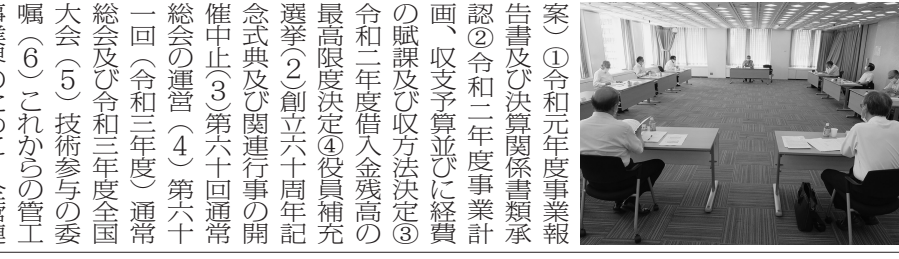 案）①令和元年度事業報
告書及び決算関係書類承
認②令和二年度事業計
画、収支予算並びに経費
の賦課及び収方法決定③
令和二年度借入金残高の
最高限度決定④役員補充
選挙（２）創立六十周年記
念式典及び関連行事の開
催中止（３）第六十回通常
総会の運営（４）第六十
一回（令和三年度）通常
総会及び令和三年度全国
大会（５）技術参与の委
嘱（６）これからの管工